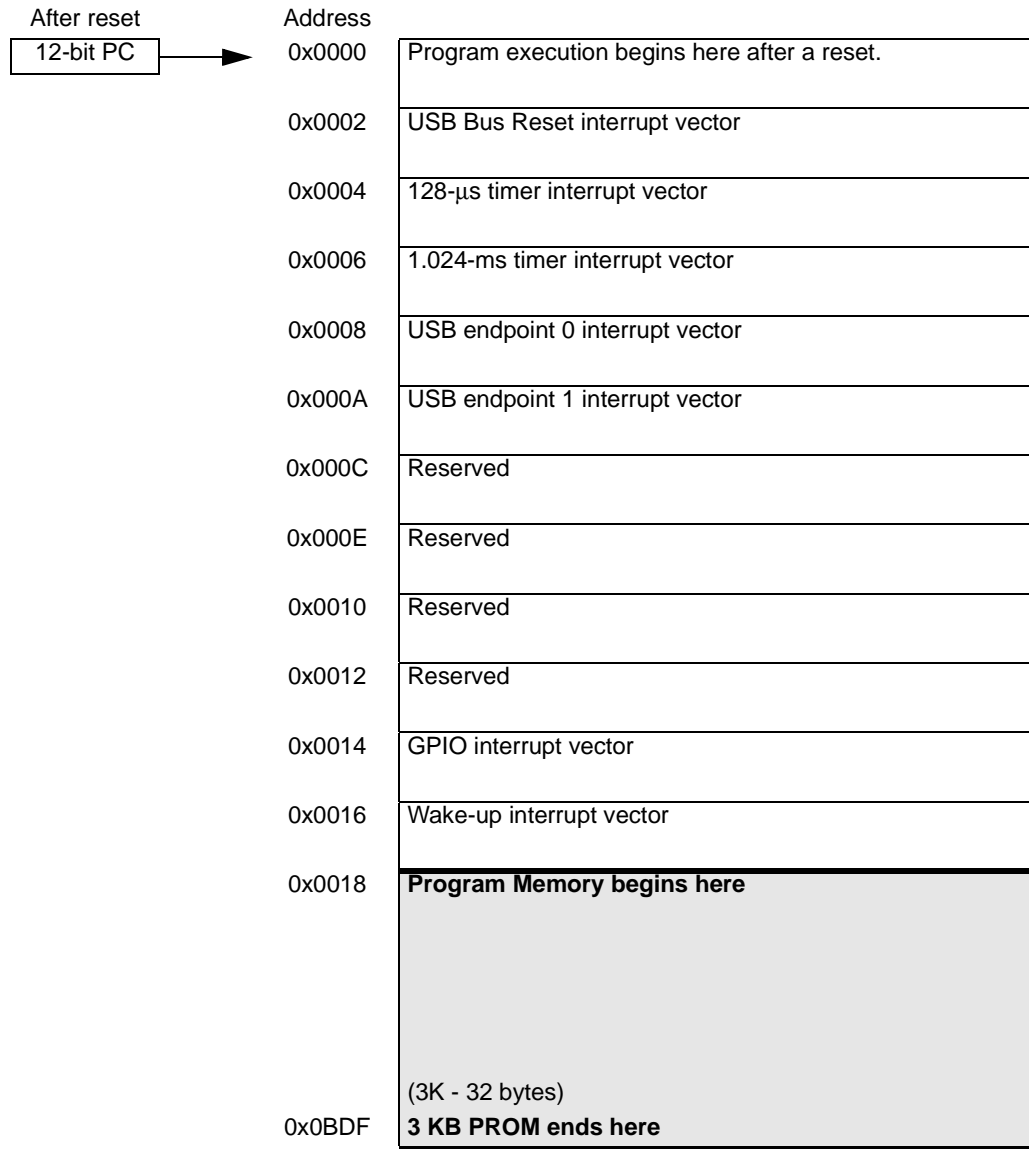 After reset Address
12-bit PC 0x0000 Program execution begins here after a reset.
0x0002 USB Bus Reset interrupt vector
0x0004 128-μs timer interrupt vector
0x0006 1.024-ms timer interrupt vector
0x0008 USB endpoint 0 interrupt vector
0x000A USB endpoint 1 interrupt vector
0x000C Reserved
0x000E Reserved
0x0010 Reserved
0x0012 Reserved
0x0014 GPIO interrupt vector
0x0016 Wake-up interrupt vector
0x0018 Program Memory begins here
(3K - 32 bytes)
0x0BDF 3 KB PROM ends here